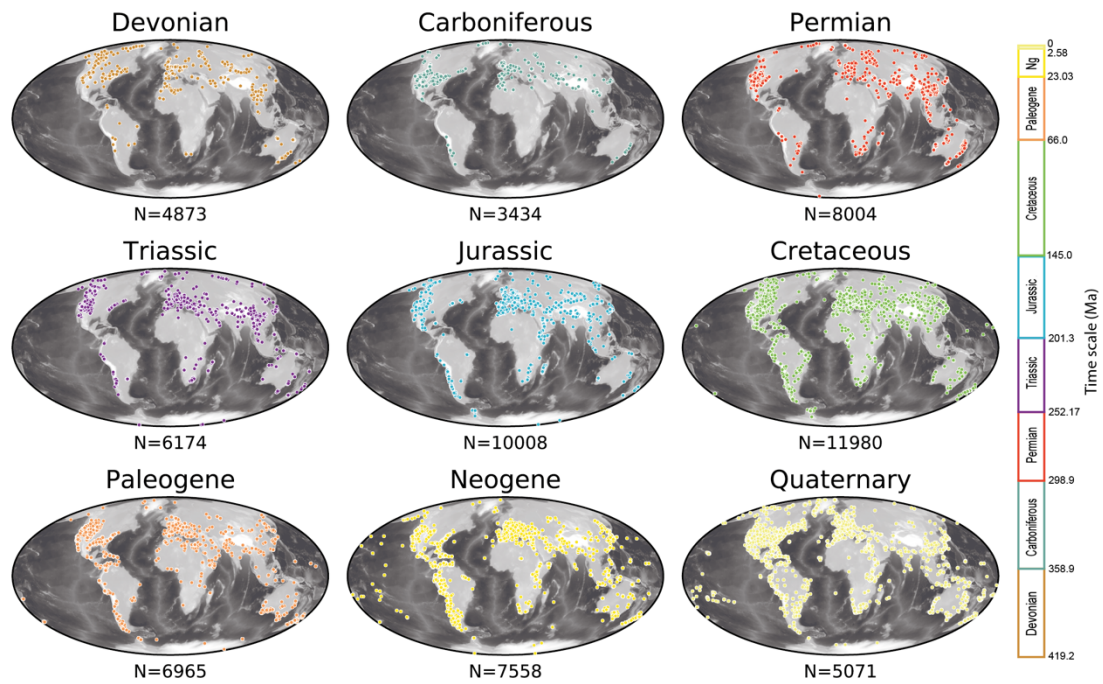 Devonian
Carboniferous
Permian
N=4873
N=3434
N=8004
Triassic
Jurassic
Cretaceous
N=6174
N=10008
N=11980
Paleogene
Neogene
Quaternary
N=6965
N=7558
N=5071
0
2.58
Ng
23.03
Paleogene
66.0
Cretaceous
145.0
Jurassic
201.3
Triassic
252.17
Permian
298.9
Carboniferous
358.9
Devonian
419.2
Time scale (Ma)